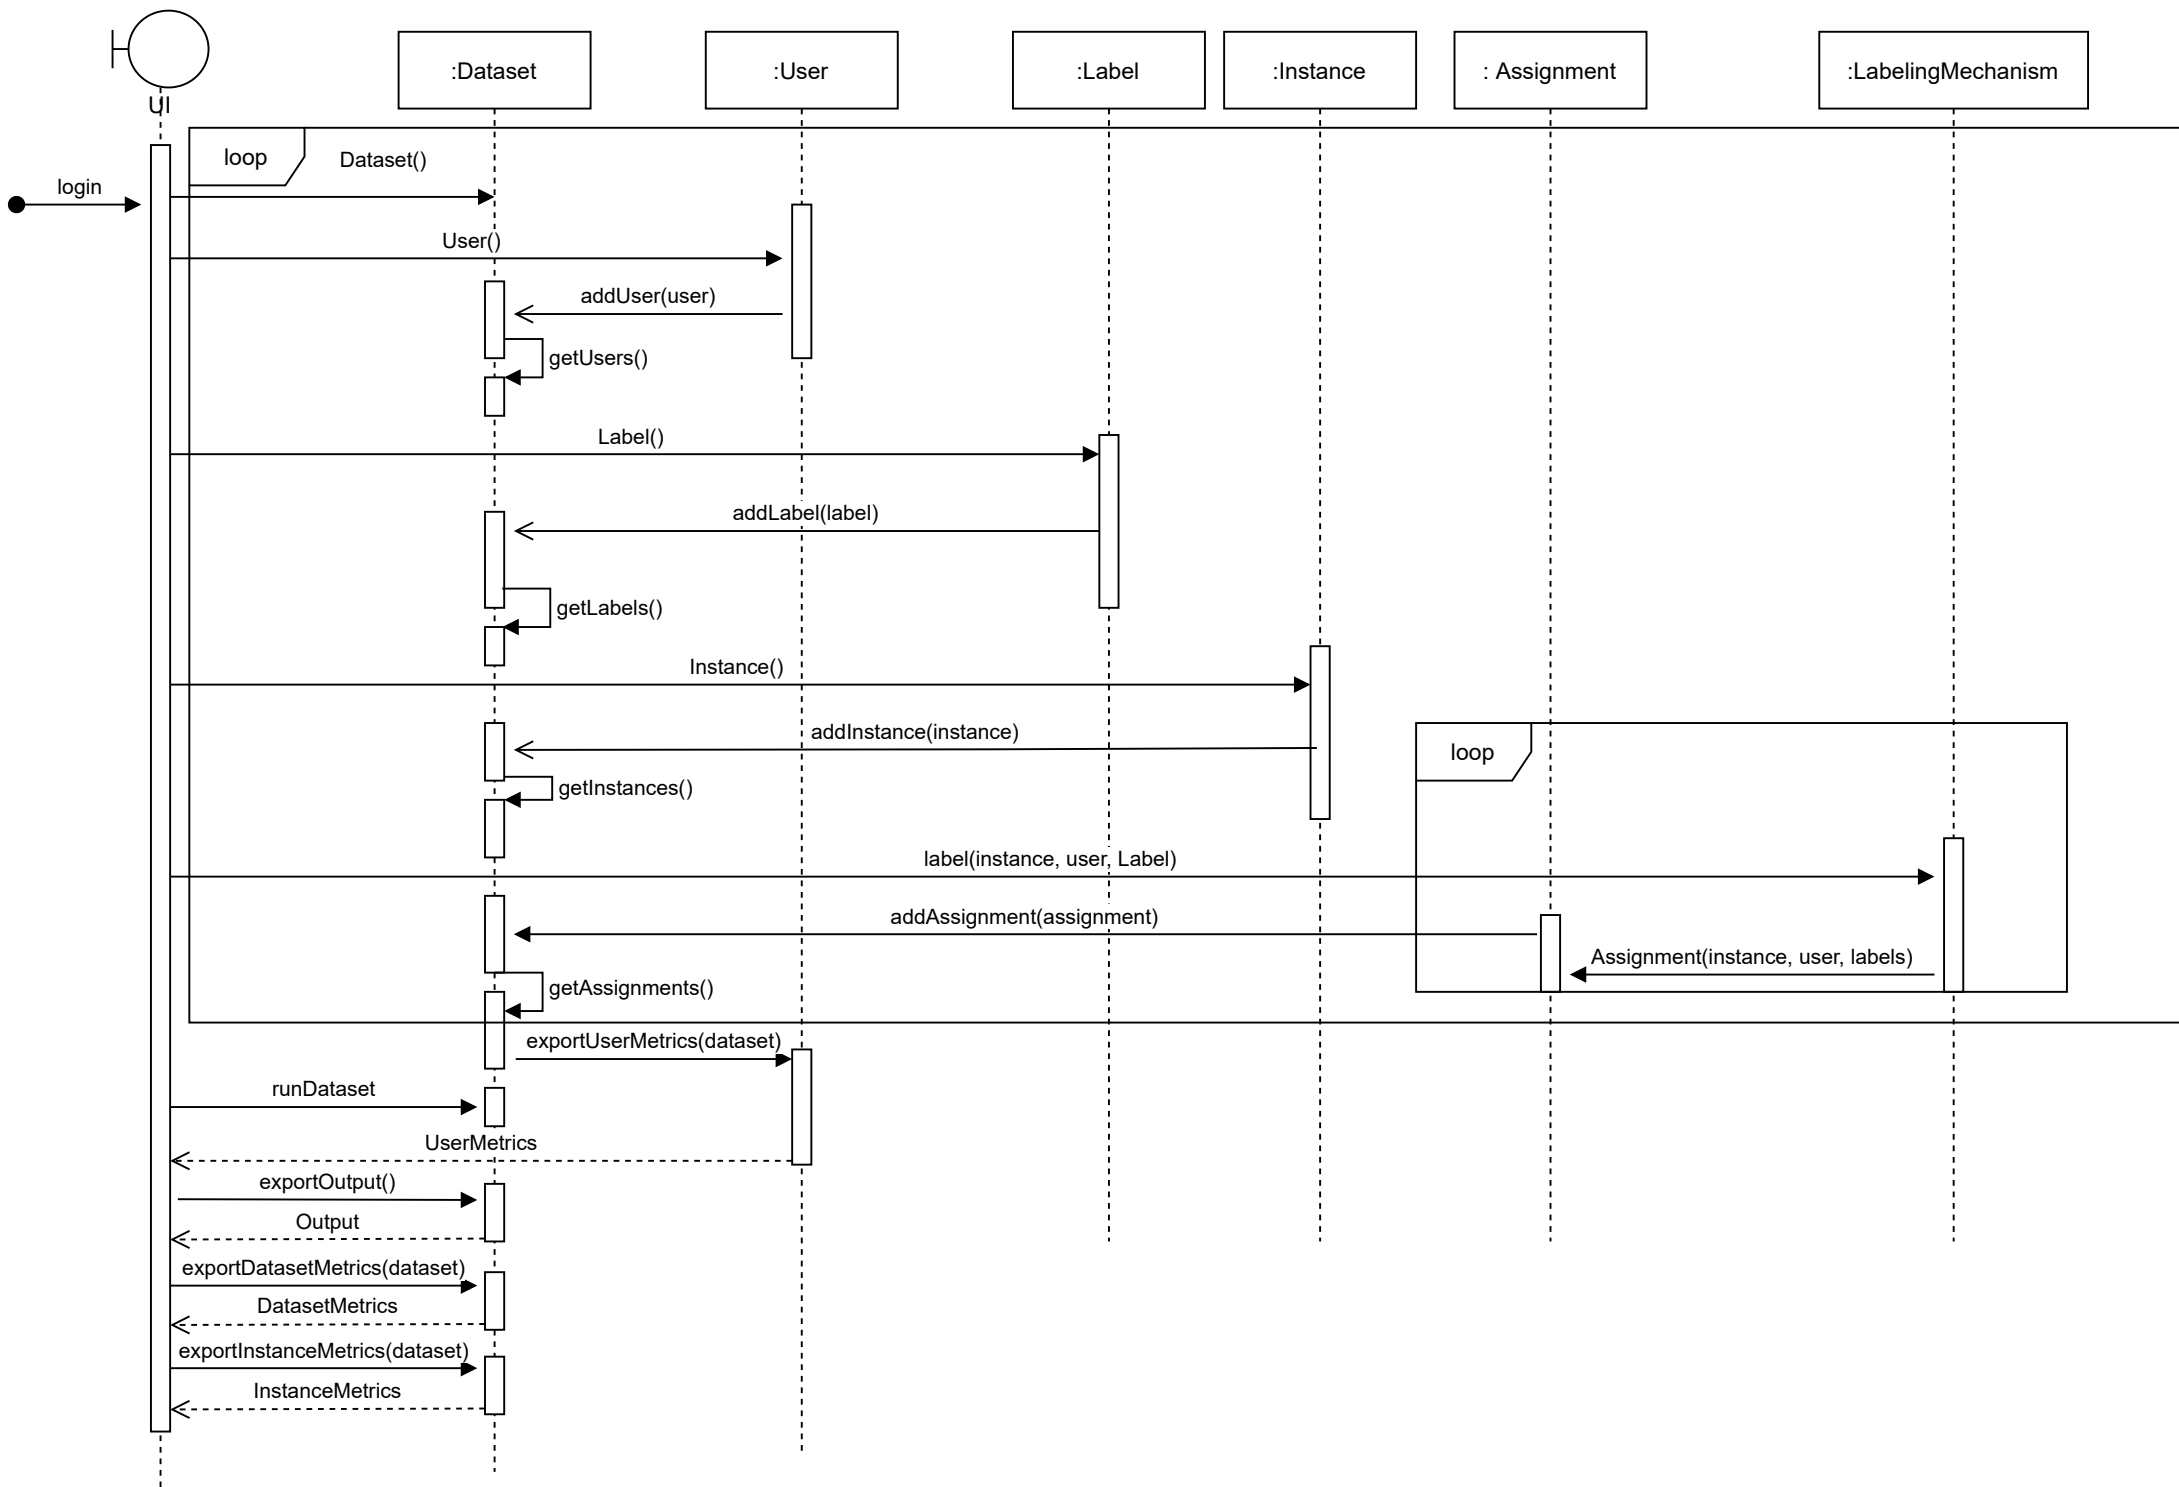 UI
:Dataset
:User
:Label
:Instance
: Assignment
:LabelingMechanism
loop
Dataset()
login
User()
addUser(user)
getUsers()
Label()
addLabel(label)
getLabels()
Instance()
addInstance(instance)
loop
getInstances()
label(instance, user, Label)
addAssignment(assignment)
Assignment(instance, user, labels)
getAssignments()
exportUserMetrics(dataset)
runDataset
UserMetrics
exportOutput()
Output
exportDatasetMetrics(dataset)
DatasetMetrics
exportInstanceMetrics(dataset)
InstanceMetrics